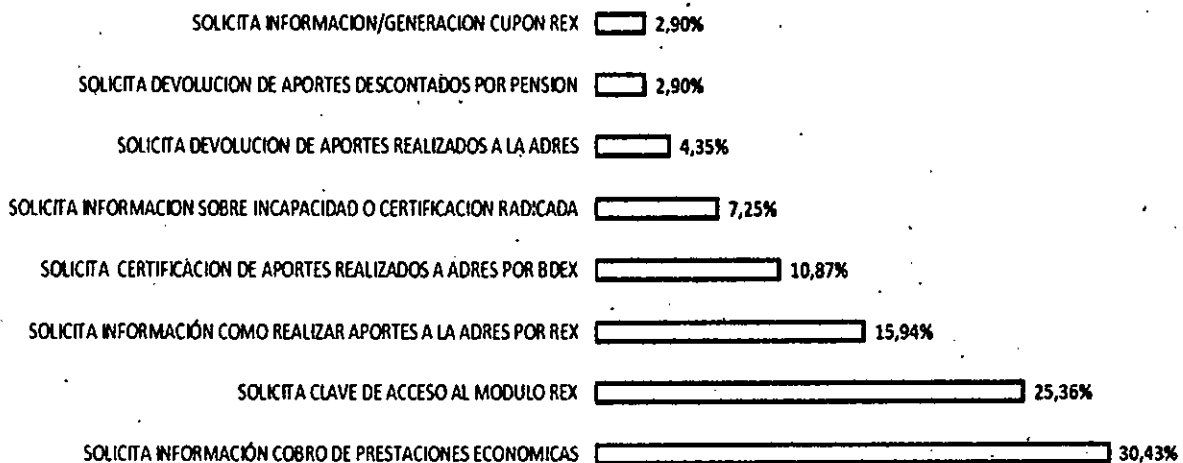 SOLICITA INFORMACION/GENERACION CUPON REX 2,90%
SOLICITA DEVOLUCION DE APORTES DESCONTADOS POR PENSION 2,90%
SOLICITA DEVOLUCION DE APORTES REALIZADOS A LA ADRES 4,35%
SOLICITA INFORMACION SOBRE INCAPACIDAD O CERTIFICACION RADICADA 7,25%
SOLICITA CERTIFICACION DE APORTES REALIZADOS A ADRES POR BDEX 10,87%
SOLICITA INFORMACIÓN COMO REALIZAR APORTES A LA ADRES POR REX 15,94%
SOLICITA CLAVE DE ACCESO AL MODULO REX 25,36%
SOLICITA INFORMACIÓN COBRO DE PRESTACIONES ECONOMICAS 30,43%